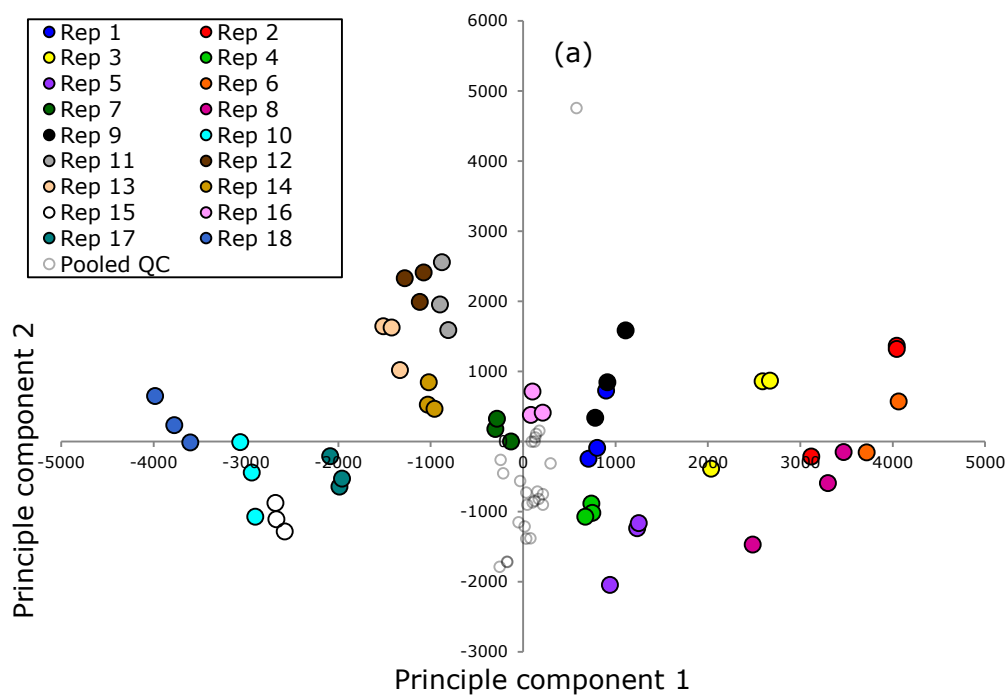 (a)
Rep 1 Rep 2
Rep 3 Rep 4
Rep 5 Rep 6
Rep 7 Rep 8
Rep 9 Rep 10
Rep 11 Rep 12
Rep 13 Rep 14
Rep 15 Rep 16
Rep 17 Rep 18
Pooled QC
6000
5000
4000
3000
2000
1000
0
-1000
-2000
-3000
-5000 -4000 -3000 -2000 -1000 0 1000 2000 3000 4000 5000
Principle component 2
Principle component 1